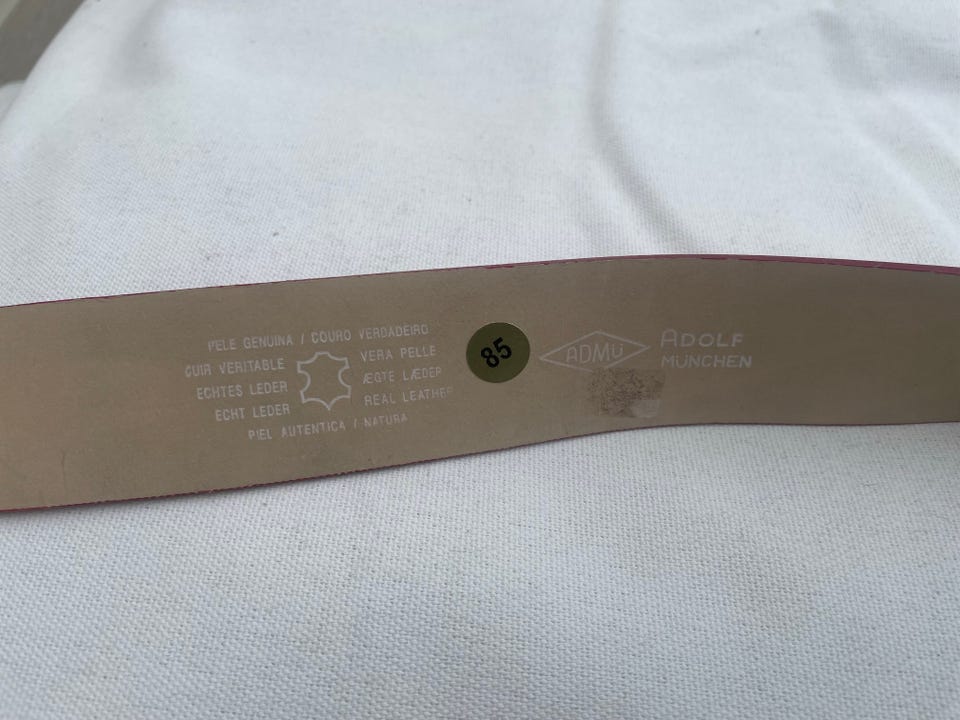 PELE GENUINA / COURO VERDADEIRO
CUIR VERITABLE
ECHTES LEDER
ECHT LEDER
VERA PELLE
ÆGTE LÆDER
REAL LEATHER
PIEL AUTENTICA / NATURA
85
ADMÜ
ADOLF
MÜNCHEN